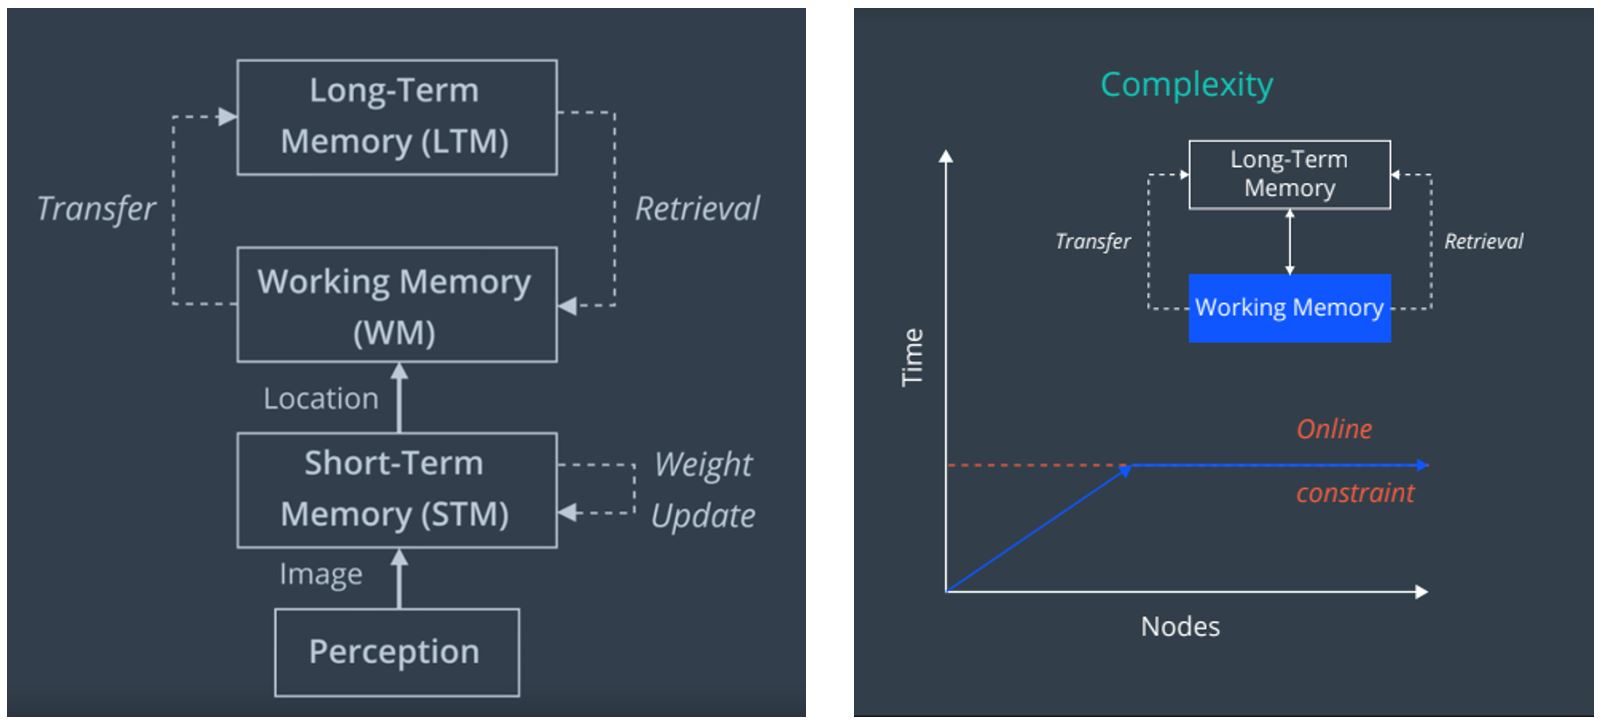 Long-Term
Memory (LTM)
Transfer
Retrieval
Working Memory
(WM)
Location
Short-Term
Memory (STM)
Weight
Update
Image
Perception
Complexity
Long-Term
Memory
Transfer
Retrieval
Working Memory
Time
Online
constraint
Nodes